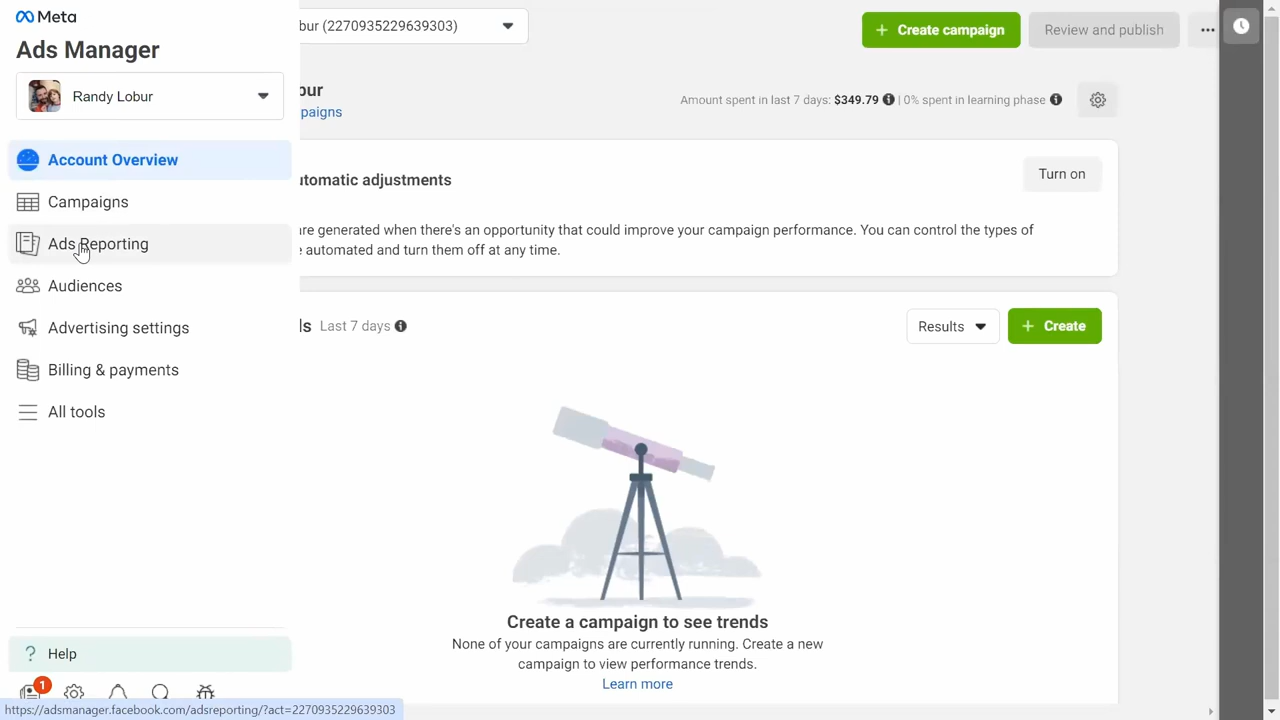 Meta
Ads Manager
Randy Lobur
Account Overview
Campaigns
Ads Reporting
Audiences
Advertising settings
Billing & payments
All tools
? Help
1
https://adsmanager.facebook.com/adsreporting/?act=2270935229639303
bur (2270935229639303)
+ Create campaign
Review and publish
...
bur
paigns
Amount spent in last 7 days: $349.79 | 0% spent in learning phase
utomatic adjustments
Turn on
are generated when there's an opportunity that could improve your campaign performance. You can control the types of
e automated and turn them off at any time.
ls Last 7 days
Results
+ Create
Create a campaign to see trends
None of your campaigns are currently running. Create a new
campaign to view performance trends.
Learn more